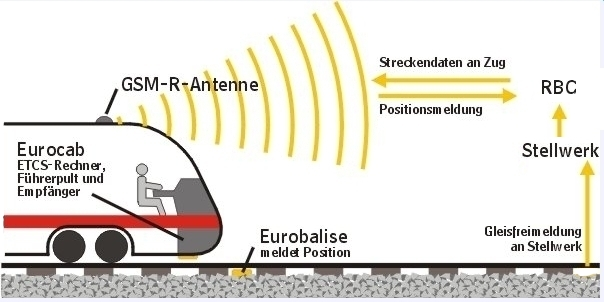 GSM-R-Antenne
Streckendaten an Zug
Positionsmeldung
RBC
Stellwerk
Eurocab
ETCS-Rechner,
Führerpult und
Empfänger
Eurobalise
meldet Position
Gleisfreimeldung
an Stellwerk